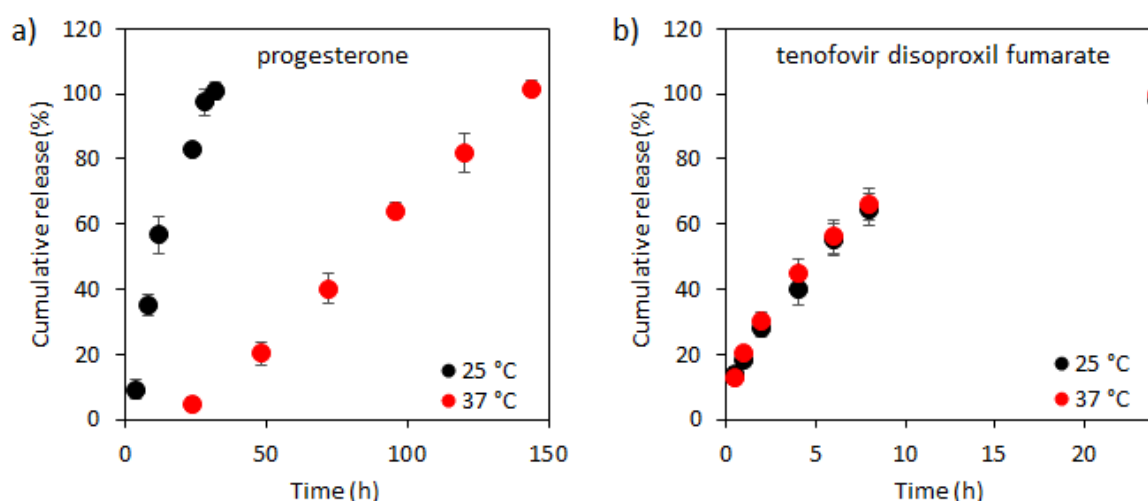 a)
progesterone
Cumulative release (%)
120
100
80
60
40
20
0
0 50 100 150
Time (h)
25 °C
37 °C
b)
tenofovir disoproxil fumarate
Cumulative release (%)
120
100
80
60
40
20
0
0 5 10 15 20
Time (h)
25 °C
37 °C